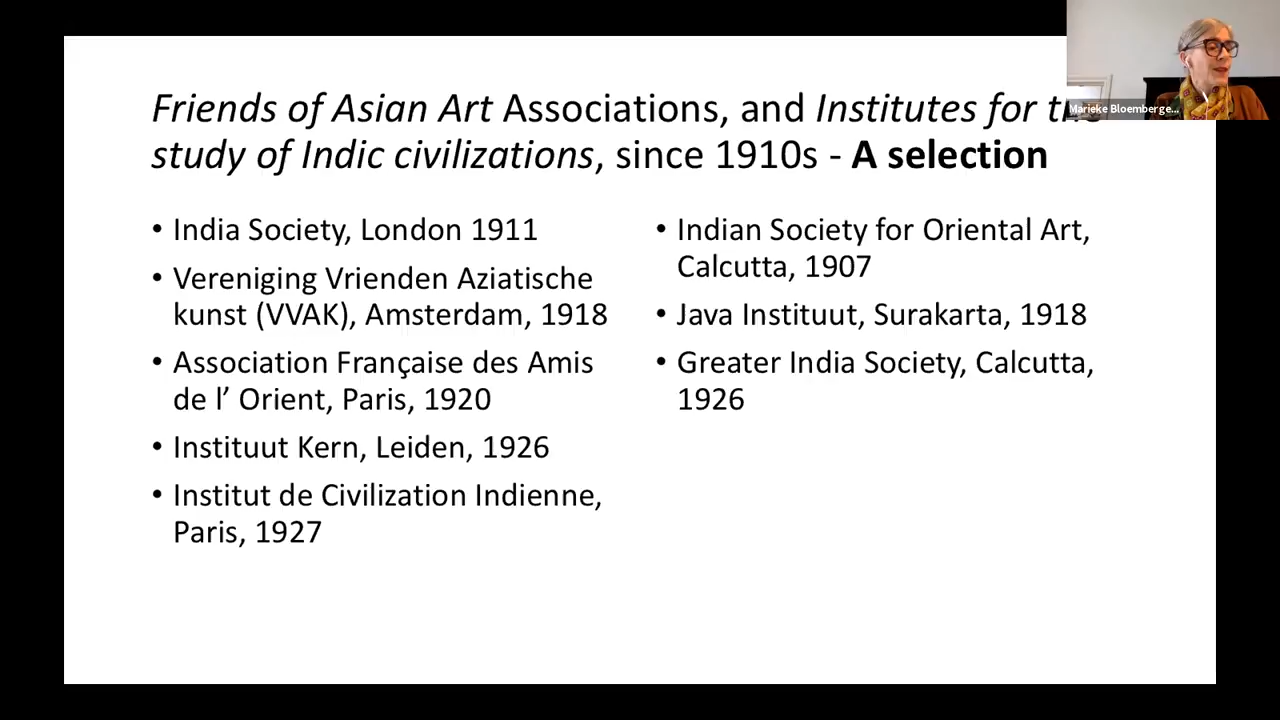 Friends of Asian Art Associations, and Institutes for
study of Indic civilizations, since 1910s - A selection
• India Society, London 1911
• Vereniging Vrienden Aziatische
kunst (VVAK), Amsterdam, 1918
• Association Française des Amis
de l’ Orient, Paris, 1920
• Instituut Kern, Leiden, 1926
• Institut de Civilization Indienne,
Paris, 1927
• Indian Society for Oriental Art,
Calcutta, 1907
• Java Instituut, Surakarta, 1918
• Greater India Society, Calcutta,
1926
Marieke Bloemberge...